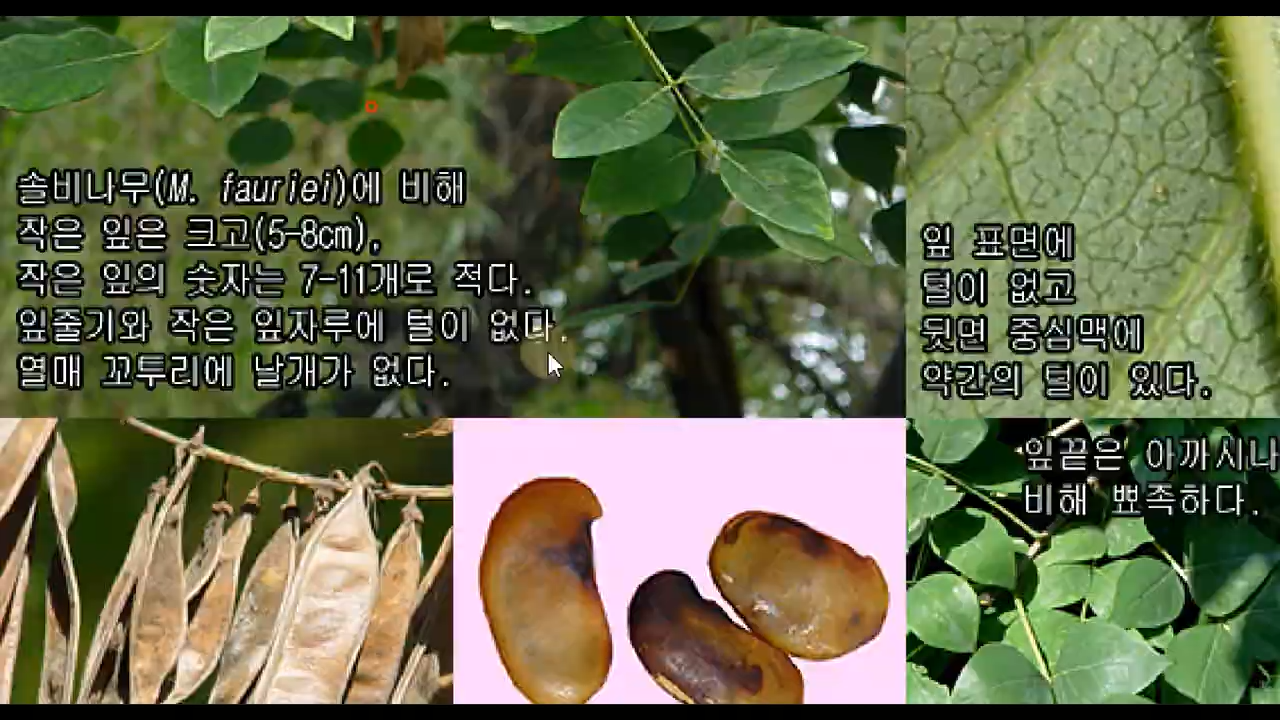 솔비나무(M. fauriei)에 비해
작은 잎은 크고(5-8cm),
작은 잎의 숫자는 7-11개로 적다.
잎줄기와 작은 잎자루에 털이 없다.
열매 꼬투리에 날개가 없다.
잎 표면에
털이 없고
뒷면 중심맥에
약간의 털이 있다.
잎끝은 아까시나
비해 뾰족하다.